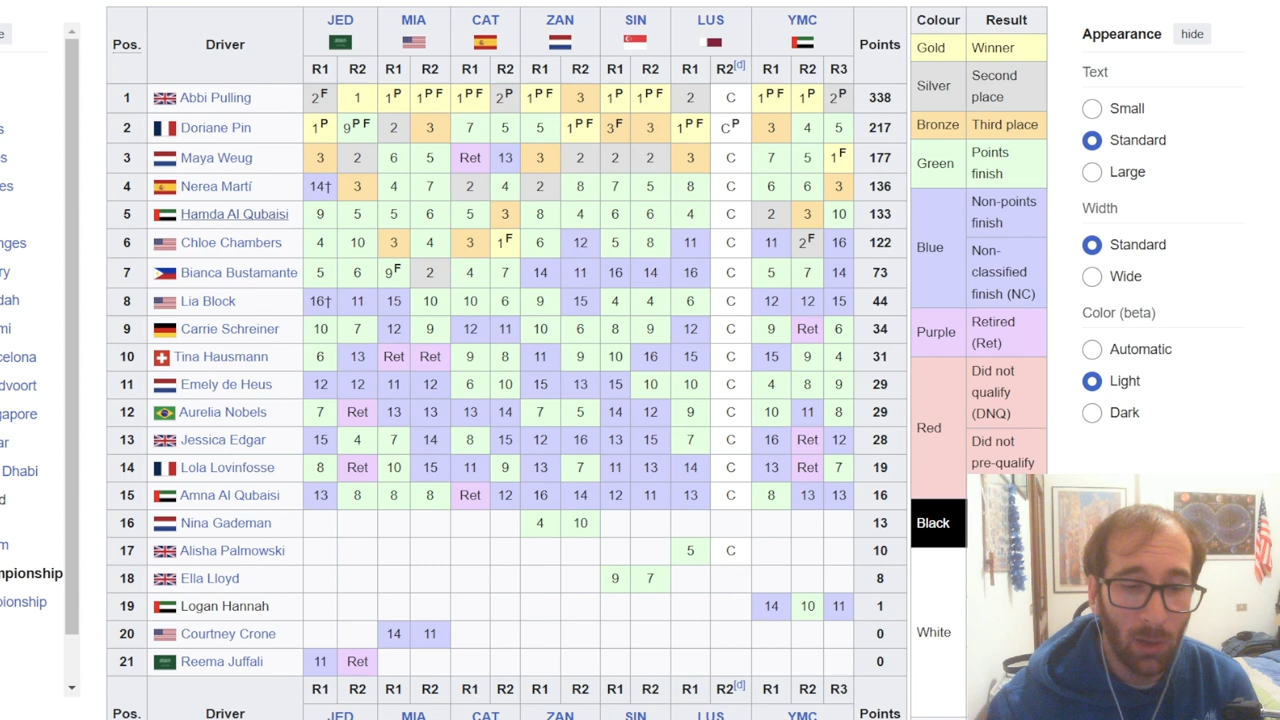 e
s
s
es
nges
ry
dah
mi
celona
dvoort
gapore
ar
Dhabi
d
m
mpionship
pionship
Pos. Driver JED MIA CAT ZAN SIN LUS YMC Points
R1 R2 R1 R2 R1 R2 R1 R2 R1 R2 R1 R2[d] R1 R2 R3
1 Abbi Pulling 2F 1 1P 1P F 1P F 2P 1P F 3 1P 1P F 2 C 1P F 1P 2P 338
2 Doriane Pin 1P 9P F 2 3 7 5 5 1P F 3F 3 1P F CP 3 4 5 217
3 Maya Weug 3 2 6 5 Ret 13 3 2 2 2 3 C 7 5 1F 177
4 Nerea Martí 14† 3 4 7 2 4 2 8 7 5 8 C 6 6 3 136
5 Hamda Al Qubaisi 9 5 5 6 5 3 8 4 6 6 4 C 2 3 10 133
6 Chloe Chambers 4 10 3 4 3 1F 6 12 5 8 11 C 11 2F 16 122
7 Bianca Bustamante 5 6 9F 2 4 7 14 11 16 14 16 C 5 7 14 73
8 Lia Block 16† 11 15 10 10 6 9 15 4 4 6 C 12 12 15 44
9 Carrie Schreiner 10 7 12 9 12 11 10 6 8 9 12 C 9 Ret 6 34
10 Tina Hausmann 6 13 Ret Ret 9 8 11 9 10 16 15 C 15 9 4 31
11 Emely de Heus 12 12 11 12 6 10 15 13 15 10 10 C 4 8 9 29
12 Aurelia Nobels 7 Ret 13 13 13 14 7 5 14 12 9 C 10 11 8 29
13 Jessica Edgar 15 4 7 14 8 15 12 16 13 15 7 C 16 Ret 12 28
14 Lola Lovinfosse 8 Ret 10 15 11 9 13 7 11 13 14 C 13 Ret 7 19
15 Amna Al Qubaisi 13 8 8 8 Ret 12 16 14 12 11 13 C 8 13 13 16
16 Nina Gademan 4 10 13
17 Alisha Palmowski 5 C 10
18 Ella Lloyd 9 7 8
19 Logan Hannah 14 10 11 1
20 Courtney Crone 14 11 0
21 Reema Juffali 11 Ret 0
R1 R2 R1 R2 R1 R2 R1 R2 R1 R2 R1 R2[d] R1 R2 R3
Pos. Driver JED MIA CAT ZAN SIN LUS YMC Points
Colour Result
Gold Winner
Silver Second
place
Bronze Third place
Green Points
finish
Blue Non-points
finish
Non-
classified
finish (NC)
Purple Retired
(Ret)
Red Did not
qualify
(DNQ)
Did not
pre-qualify
Black
White
Appearance hide
Text
Small
Standard
Large
Width
Standard
Wide
Color (beta)
Automatic
Light
Dark